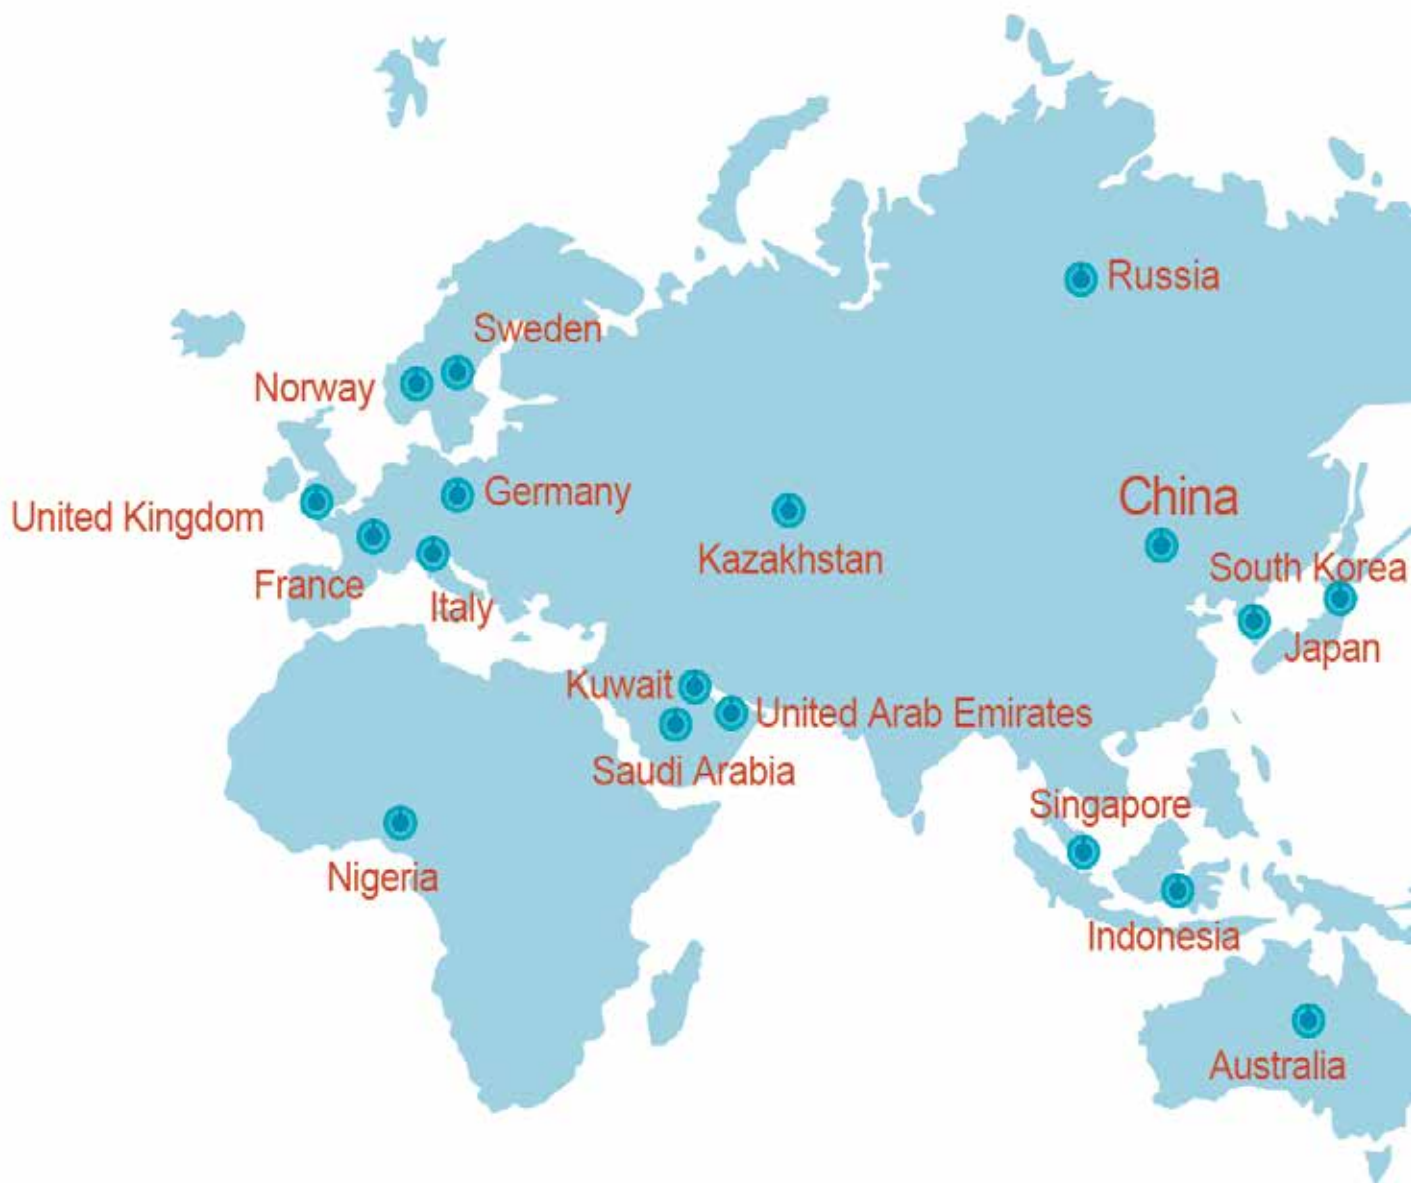 Russia
Sweden
Norway
Germany
China
United Kingdom
Kazakhstan
South Korea
France
Italy
Japan
Kuwait
United Arab Emirates
Saudi Arabia
Singapore
Nigeria
Indonesia
Australia